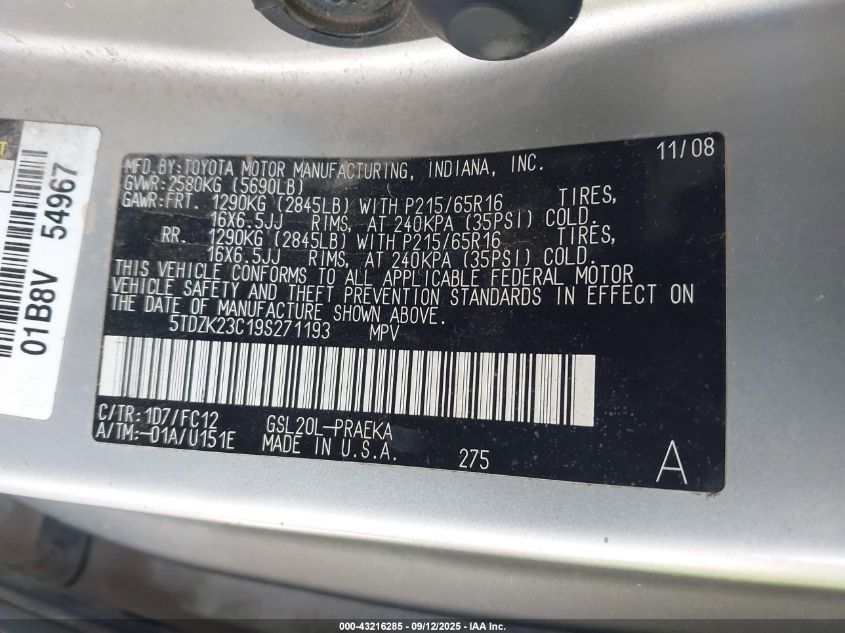 01B8V 54967
MFD.BY:TOYOTA MOTOR MANUFACTURING, INDIANA, INC. 11/08
GVWR:2580KG (5690LB)
GAWR:FRT. 1290KG (2845LB) WITH P215/65R16 TIRES,
16X6.5JJ RIMS, AT 240KPA (35PSI) COLD.
RR. 1290KG (2845LB) WITH P215/65R16 TIRES,
16X6.5JJ RIMS, AT 240KPA (35PSI) COLD.
THIS VEHICLE CONFORMS TO ALL APPLICABLE FEDERAL MOTOR
VEHICLE SAFETY AND THEFT PREVENTION STANDARDS IN EFFECT ON
THE DATE OF MANUFACTURE SHOWN ABOVE.
5TDZK23C19S271193 MPV
C/TR:1D7/FC12 GSL20L-PRAEKA
A/TM:-01A/U151E MADE IN U.S.A. 275 A
000-43216285 - 09/12/2025 - IAA Inc.